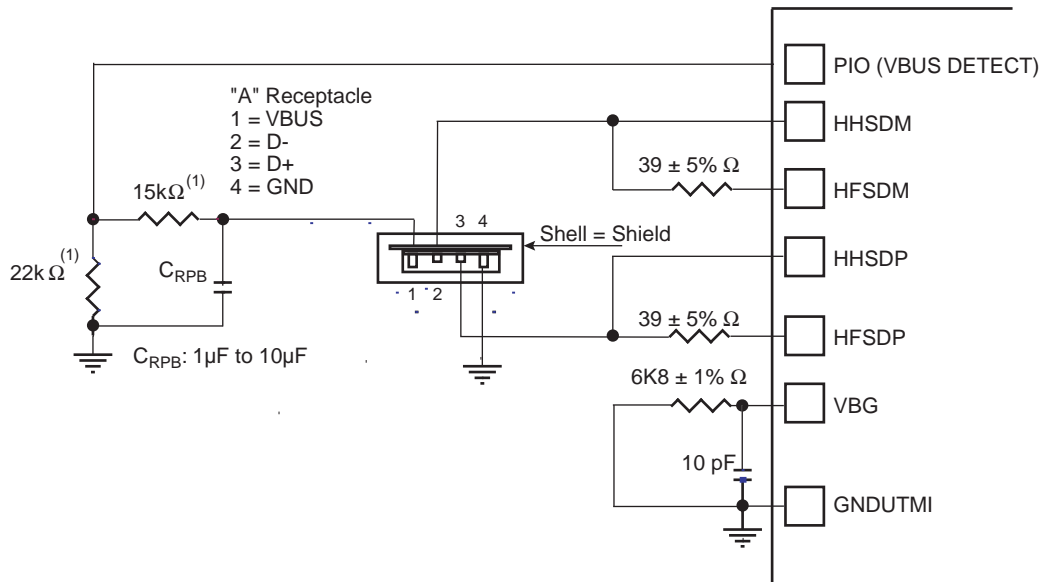 PIO (VBUS DETECT)
"A" Receptacle
1 = VBUS
2 = D-
3 = D+
4 = GND
HHSDM
39 ± 5% Ω
HFSDM
15kΩ(1)
3 4
Shell = Shield
HHSDP
22k Ω(1)
CRPB
1 2
39 ± 5% Ω
HFSDP
CRPB: 1µF to 10µF
6K8 ± 1% Ω
VBG
10 pF
GNDUTMI